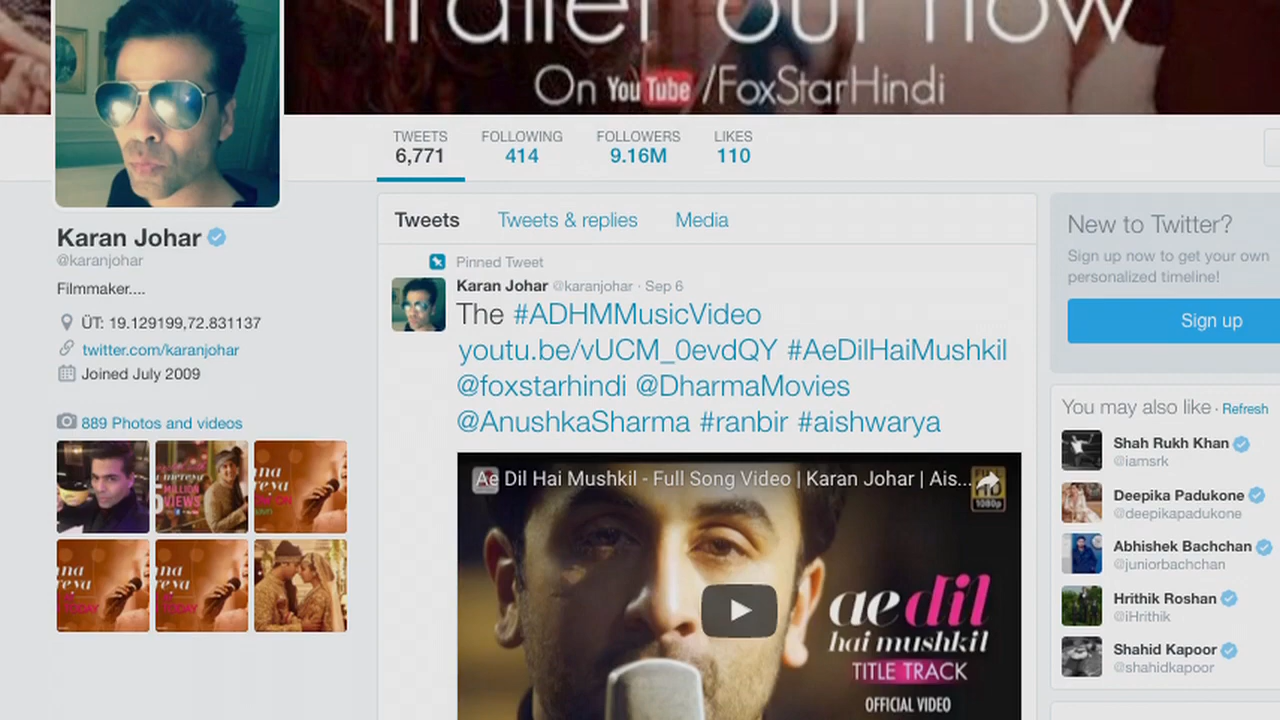 trailer out now
On YouTube /FoxStarHindi
TWEETS FOLLOWING FOLLOWERS LIKES
6,771 414 9.16M 110
Karan Johar
@karanjohar
Filmmaker....
ÜT: 19.129199,72.831137
twitter.com/karanjohar
Joined July 2009
889 Photos and videos
MILLION
VIEWS
Tweets Tweets & replies Media
Pinned Tweet
Karan Johar @karanjohar · Sep 6
The #ADHMMusicVideo
youtu.be/vUCM_0evdQY #AeDilHaiMushkil
@foxstarhindi @DharmaMovies
@AnushkaSharma #ranbir #aishwarya
Ae Dil Hai Mushkil - Full Song Video | Karan Johar | Ais...
1080p
ae dil
hai mushkil
TITLE TRACK
OFFICIAL VIDEO
New to Twitter?
Sign up now to get your own
personalized timeline!
Sign up
You may also like · Refresh
Shah Rukh Khan
@iamsrk
Deepika Padukone
@deepikapadukone
Abhishek Bachchan
@juniorbachchan
Hrithik Roshan
@iHrithik
Shahid Kapoor
@shahidkapoor